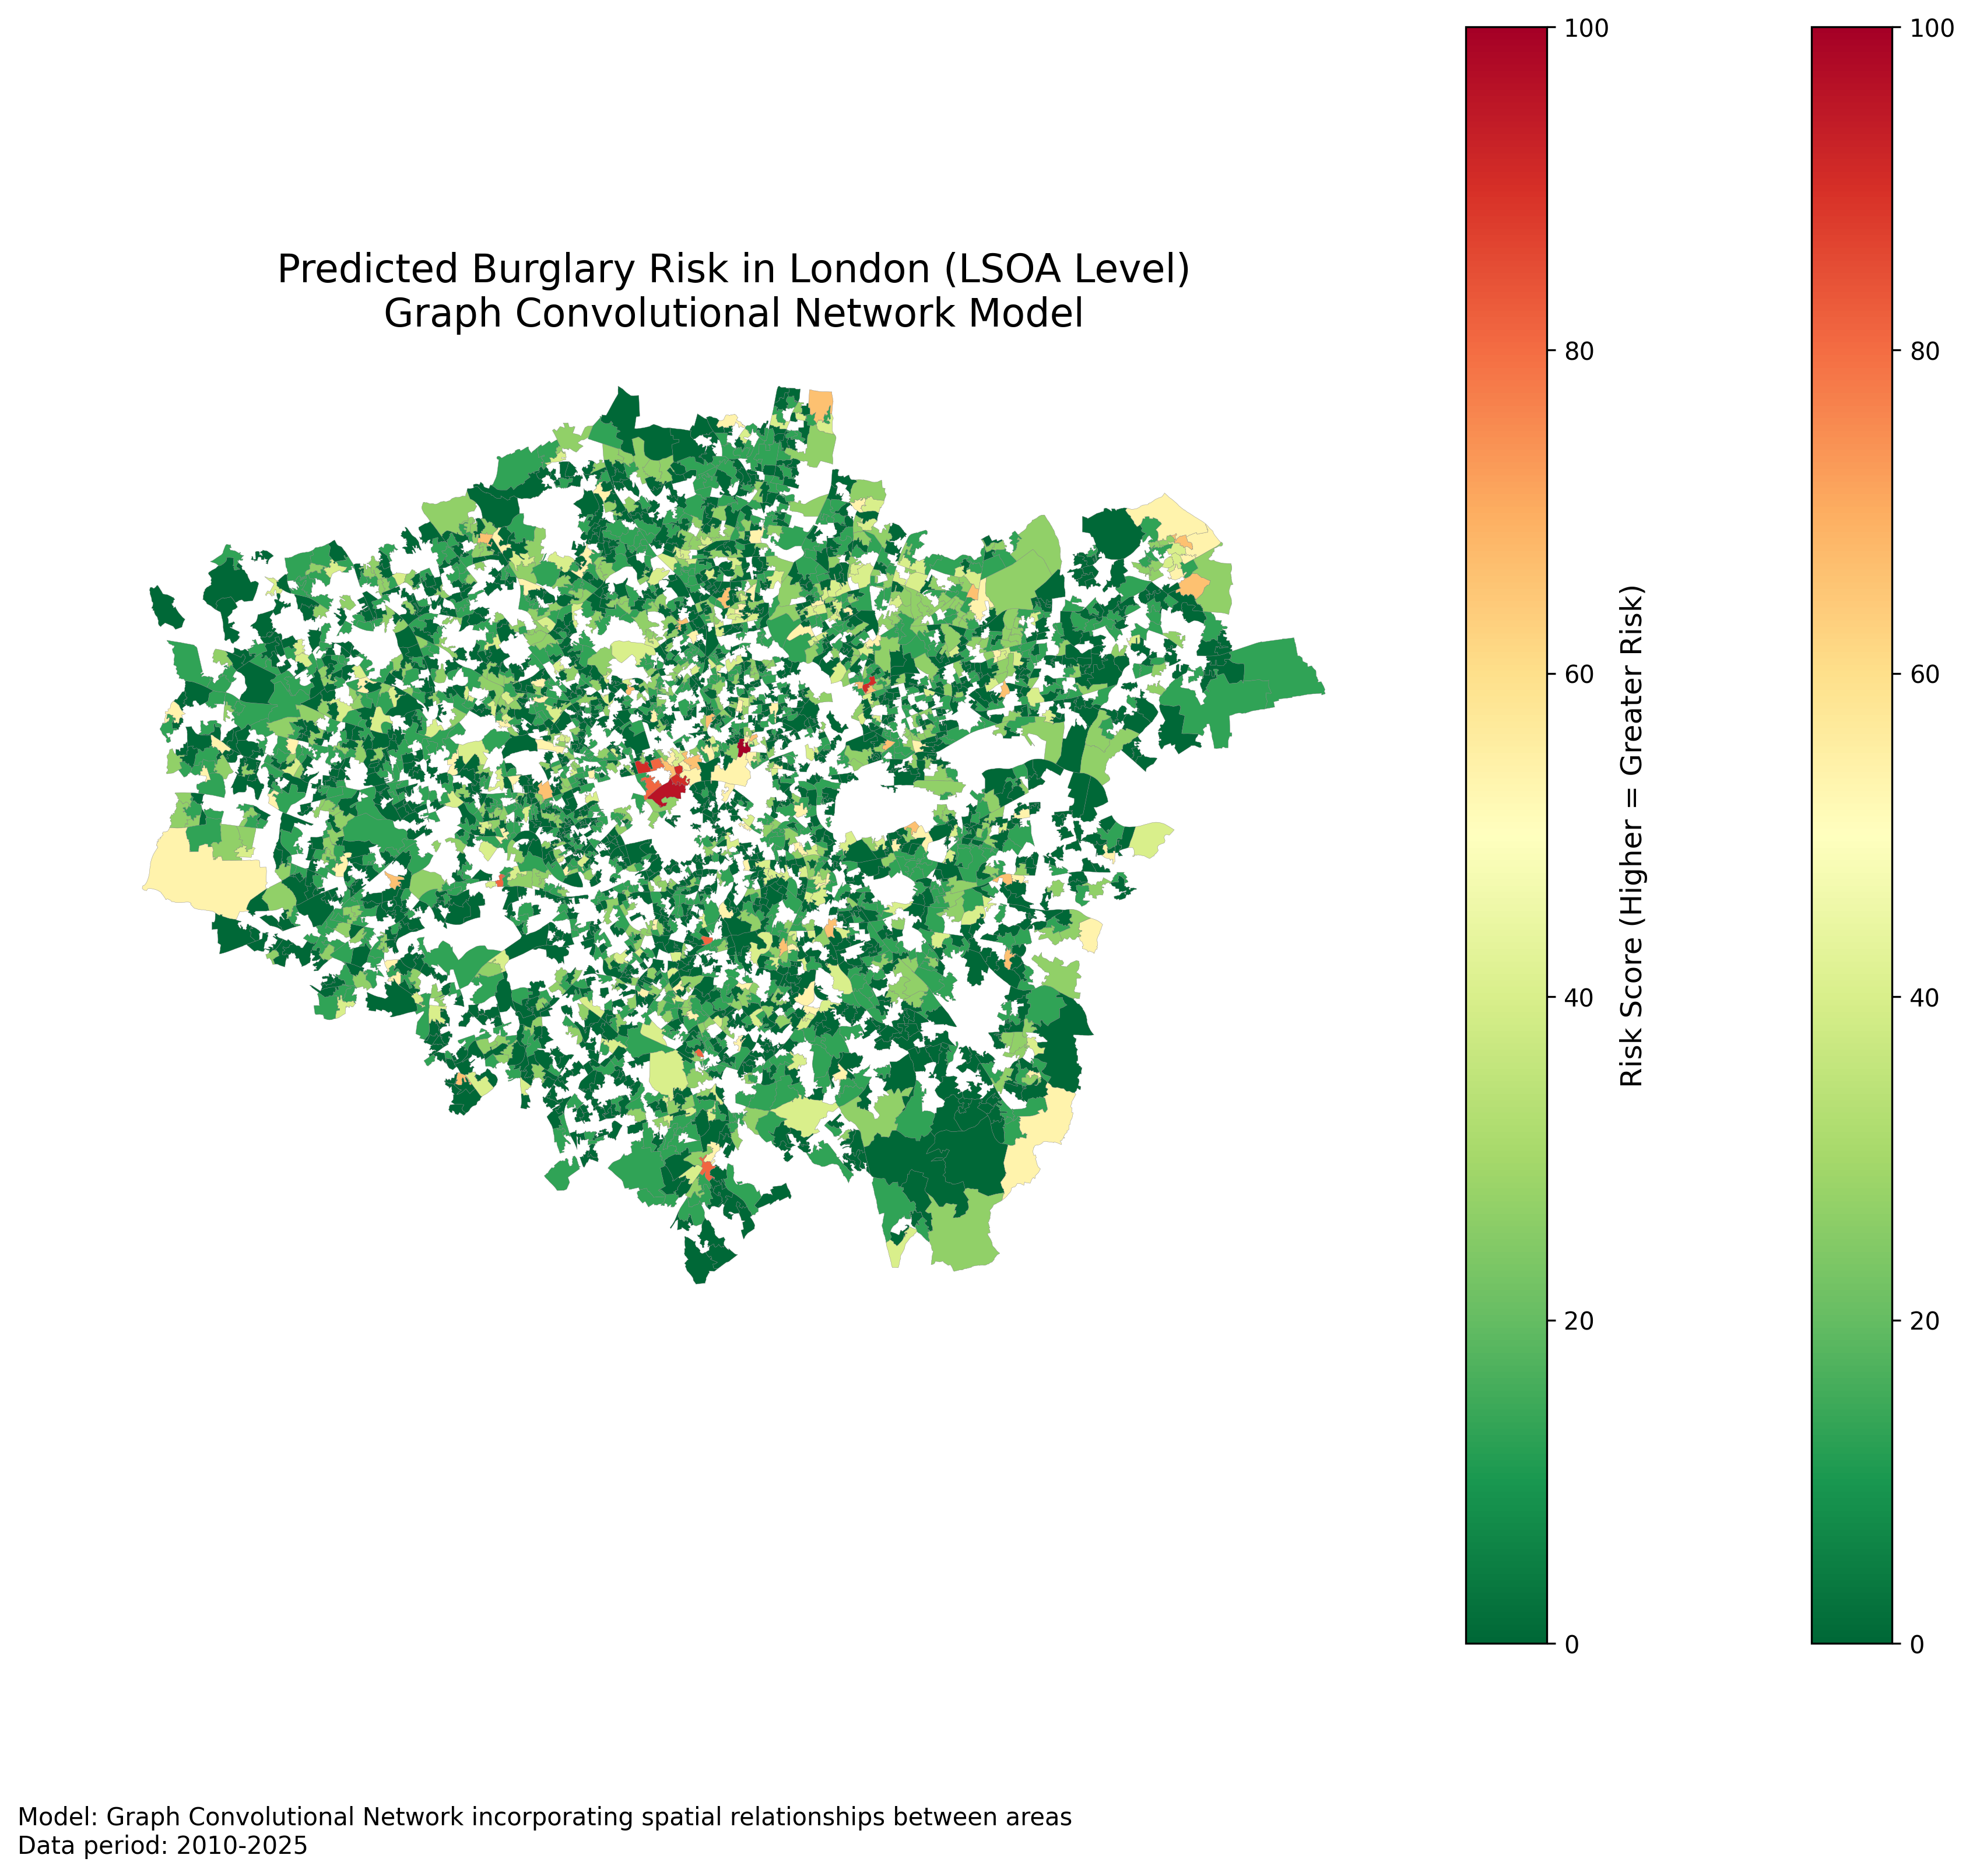 Predicted Burglary Risk in London (LSOA Level)
Graph Convolutional Network Model
100
80
60
40
20
0
Risk Score (Higher = Greater Risk)
100
80
60
40
20
0
Model: Graph Convolutional Network incorporating spatial relationships between areas
Data period: 2010-2025